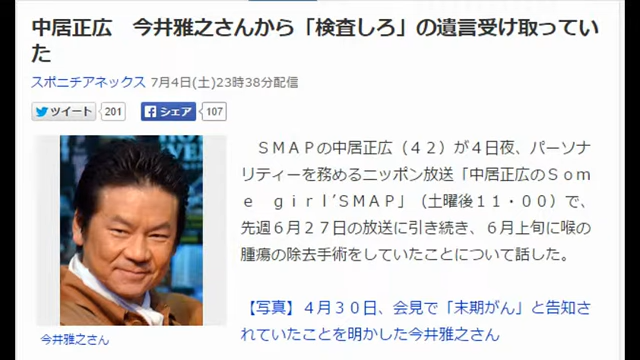 中居正広　今井雅之さんから「検査しろ」の遺言受け取ってい
た
スポニチアネックス 7月4日(土)23時38分配信
ツイート 201 シェア 107
　ＳＭＡＰの中居正広（４２）が４日夜、パーソナ
リティーを務めるニッポン放送「中居正広のＳｏｍ
ｅ　ｇｉｒｌ’ＳＭＡＰ」（土曜後１１・００）で、
先週６月２７日の放送に引き続き、６月上旬に喉の
腫瘍の除去手術をしていたことについて話した。
【写真】４月３０日、会見で「末期がん」と告知さ
れていたことを明かした今井雅之さん
今井雅之さん